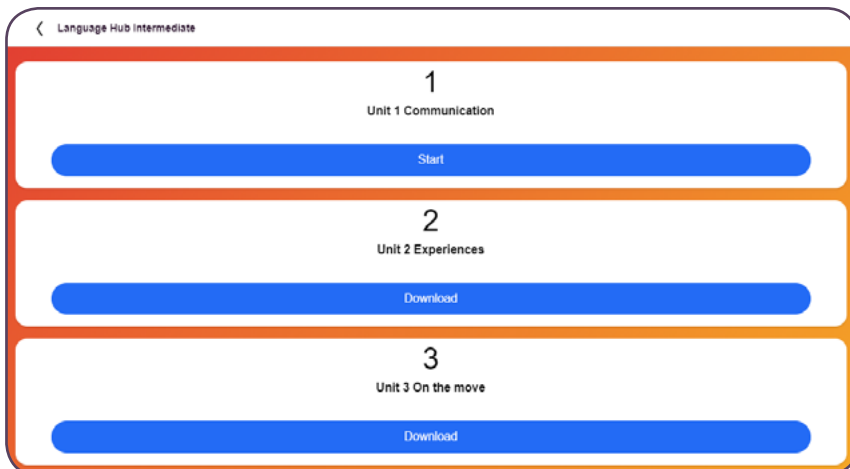 Language Hub Intermediate
1
Unit 1 Communication
Start
2
Unit 2 Experiences
Download
3
Unit 3 On the move
Download